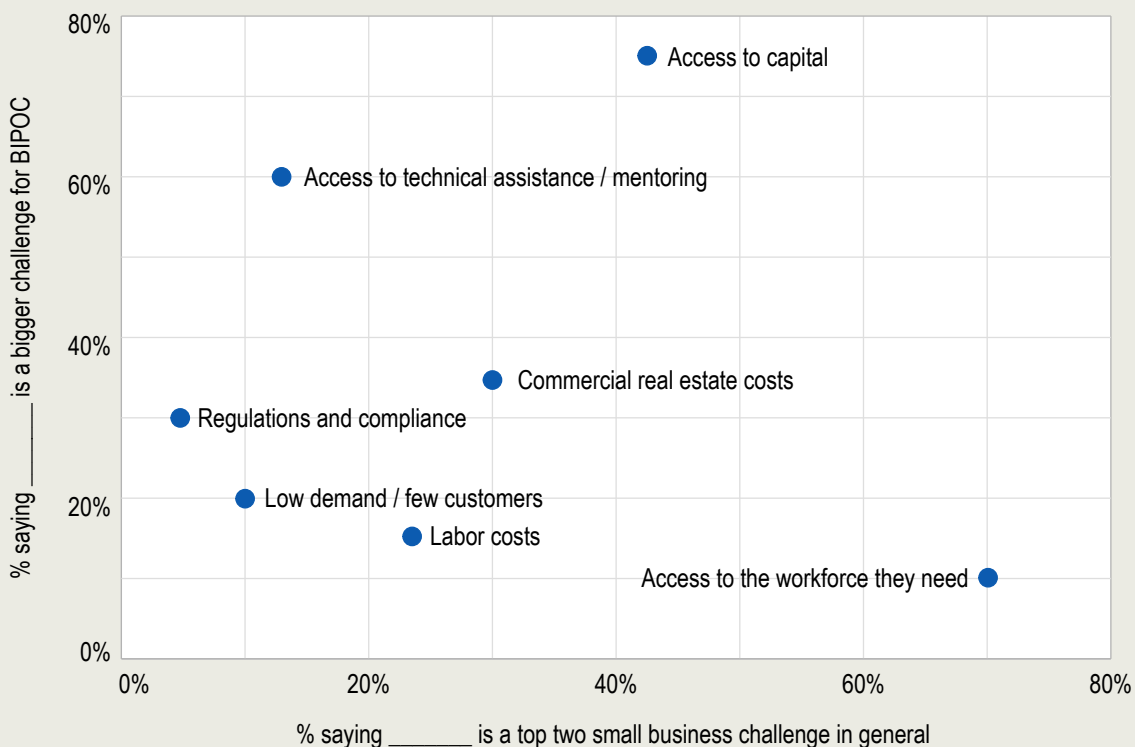 80%
Access to capital
60%
Access to technical assistance / mentoring
40%
Commercial real estate costs
Regulations and compliance
20%
Low demand / few customers
Labor costs
Access to the workforce they need
0%
0%
20%
40%
60%
80%
% saying _______ is a bigger challenge for BIPOC
% saying _______ is a top two small business challenge in general